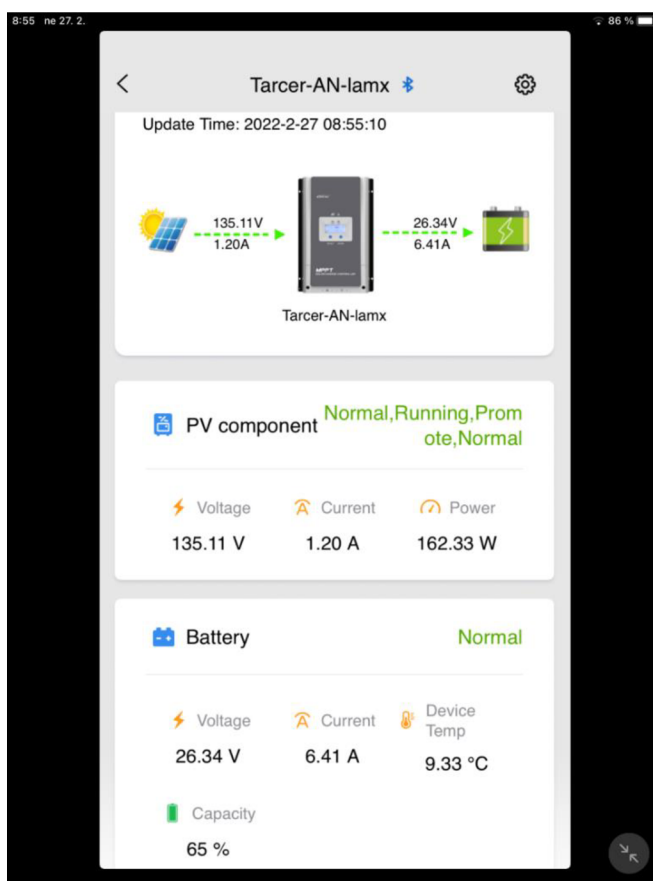 8:55 ne 27. 2. 86 %
Tarcer-AN-lamx
Update Time: 2022-2-27 08:55:10
135.11V 26.34V
1.20A 6.41A
MPPT
Tarcer-AN-lamx
PV component Normal,Running,Prom
ote,Normal
Voltage Current Power
135.11 V 1.20 A 162.33 W
Battery Normal
Voltage Current Device
Temp
26.34 V 6.41 A 9.33 °C
Capacity
65 %